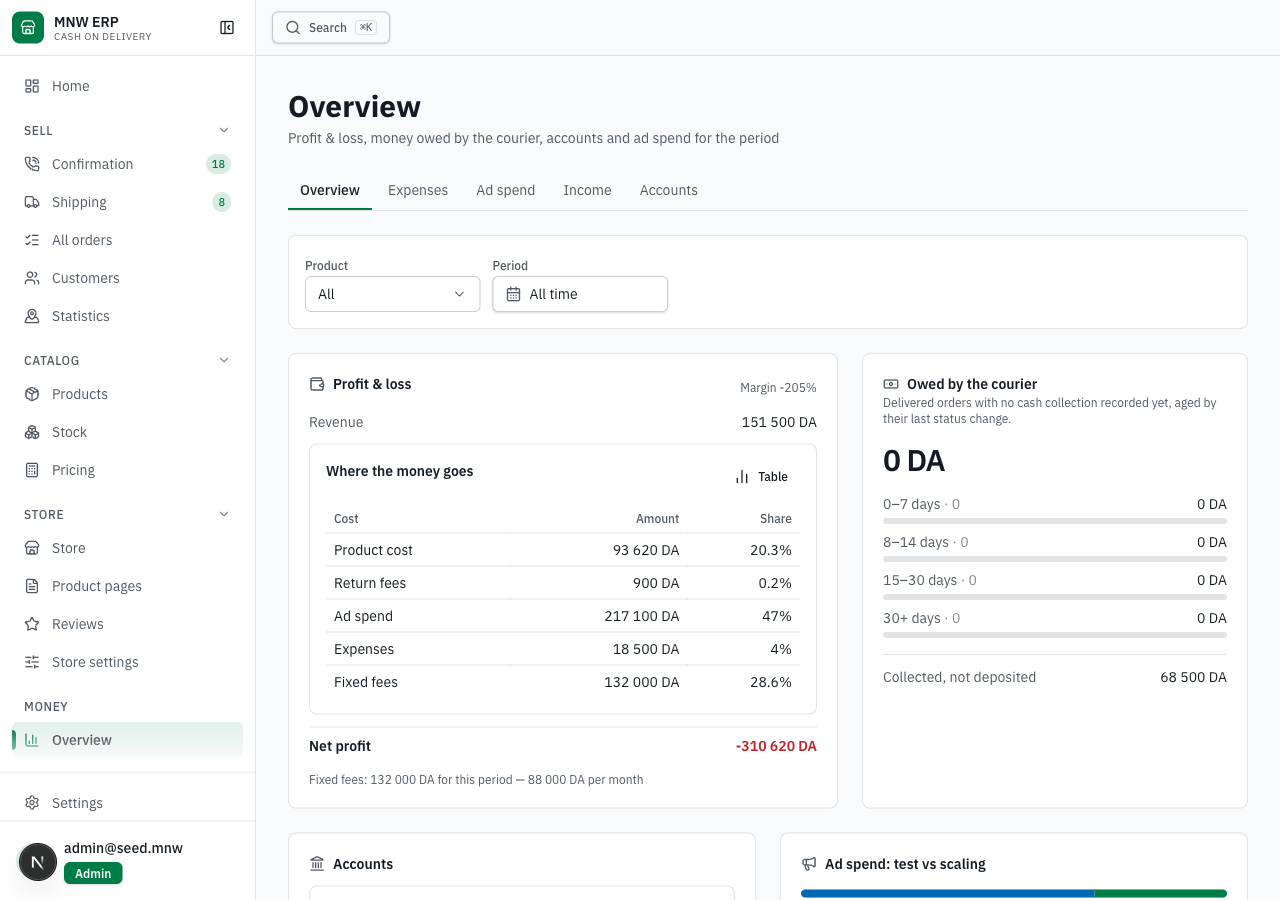 MNW ERP
CASH ON DELIVERY
Search ⌘K
Home
SELL
Confirmation 18
Shipping 8
All orders
Customers
Statistics
CATALOG
Products
Stock
Pricing
STORE
Store
Product pages
Reviews
Store settings
MONEY
Overview
Settings
N
admin@seed.mnw
Admin
Overview
Profit & loss, money owed by the courier, accounts and ad spend for the period
Overview Expenses Ad spend Income Accounts
Product Period
All All time
Profit & loss Margin -205%
Revenue 151 500 DA
Where the money goes Table
Cost Amount Share
Product cost 93 620 DA 20.3%
Return fees 900 DA 0.2%
Ad spend 217 100 DA 47%
Expenses 18 500 DA 4%
Fixed fees 132 000 DA 28.6%
Net profit -310 620 DA
Fixed fees: 132 000 DA for this period — 88 000 DA per month
Owed by the courier
Delivered orders with no cash collection recorded yet, aged by
their last status change.
0 DA
0–7 days · 0 0 DA
8–14 days · 0 0 DA
15–30 days · 0 0 DA
30+ days · 0 0 DA
Collected, not deposited 68 500 DA
Accounts
Ad spend: test vs scaling